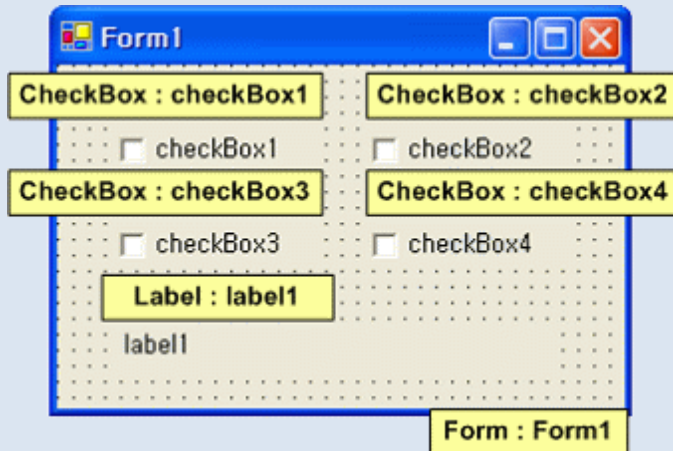 Form1
CheckBox : checkBox1 CheckBox : checkBox2
checkBox1 checkBox2
CheckBox : checkBox3 CheckBox : checkBox4
checkBox3 checkBox4
Label : label1
label1
Form : Form1